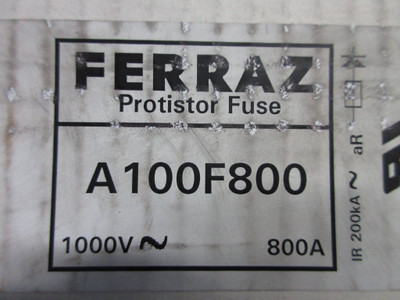 FERRAZ
Protistor Fuse
A100F800
1000V ~ 800A
IR 200kA ~ aR